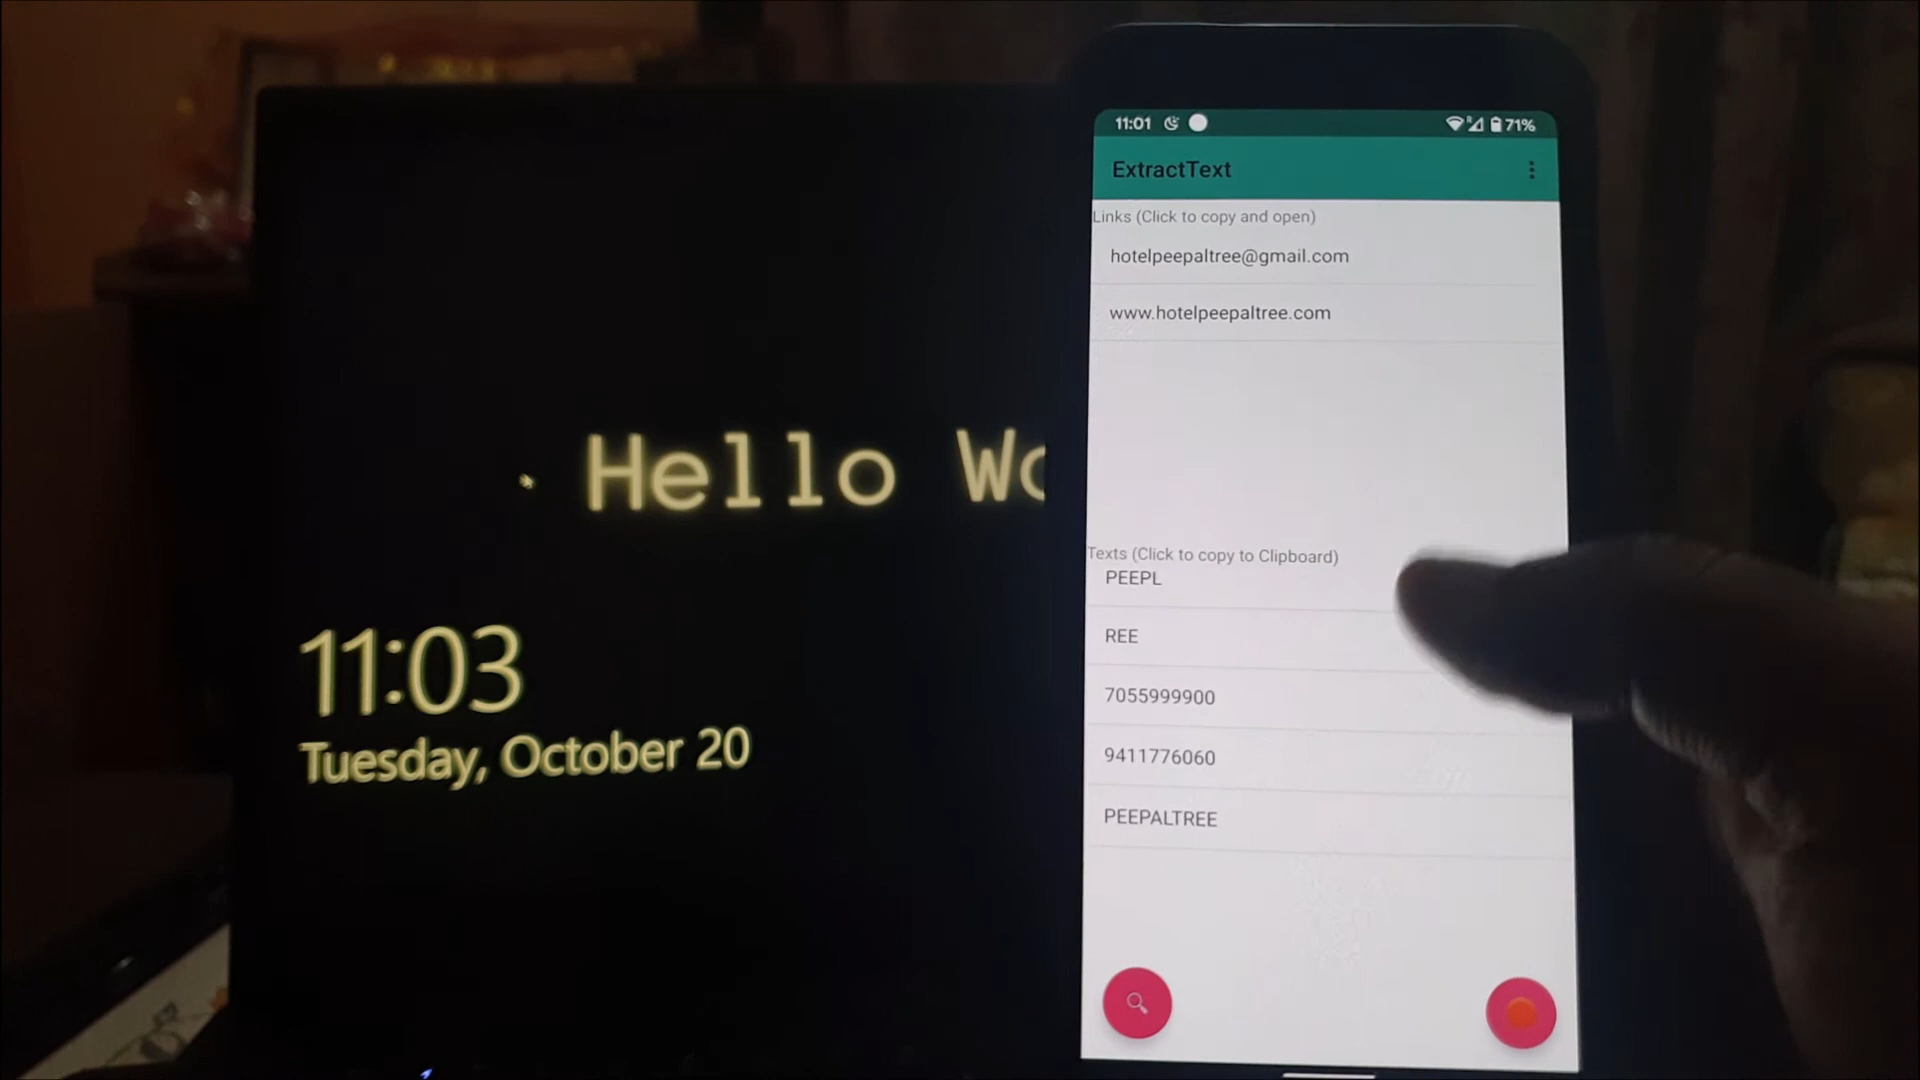 Hello Wo
11:03
Tuesday, October 20
11:01 71%
ExtractText
Links (Click to copy and open)
hotelpeepaltree@gmail.com
www.hotelpeepaltree.com
Texts (Click to copy to Clipboard)
PEEPL
REE
7055999900
9411776060
PEEPALTREE